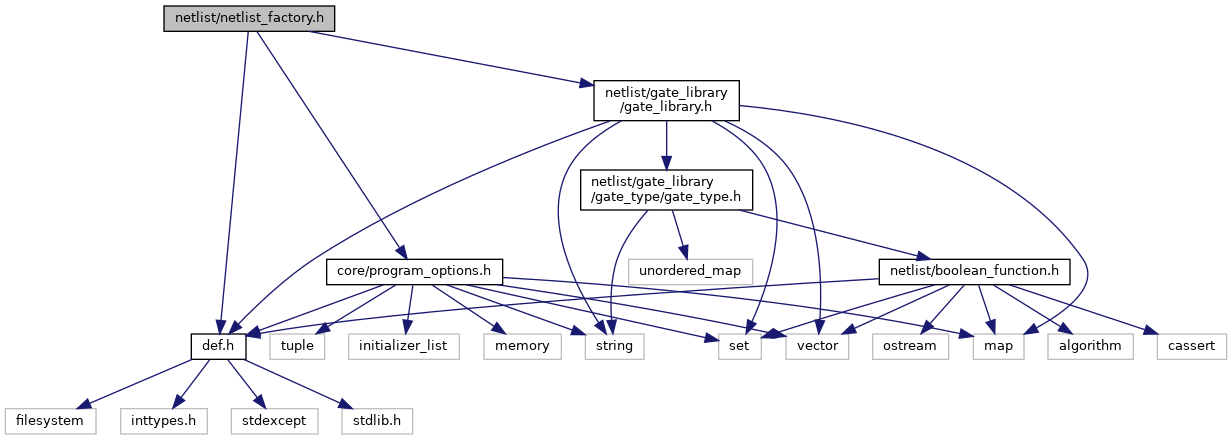 netlist/netlist_factory.h
netlist/gate_library
/gate_library.h
netlist/gate_library
/gate_type/gate_type.h
core/program_options.h
unordered_map
netlist/boolean_function.h
def.h
tuple
initializer_list
memory
string
set
vector
ostream
map
algorithm
cassert
filesystem
inttypes.h
stdexcept
stdlib.h